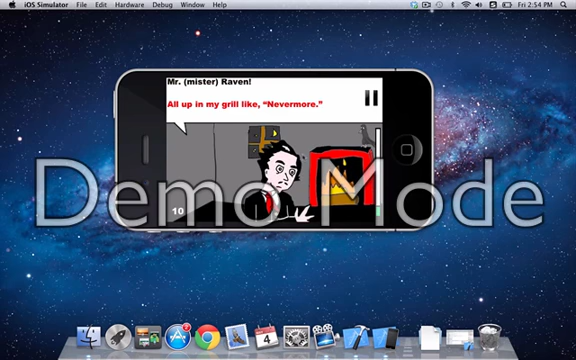 iOS Simulator File Edit Hardware Debug Window Help Fri 2:54 PM
Mr. (mister) Raven!
All up in my grill like, “Nevermore.”
Demo Mode
10
4